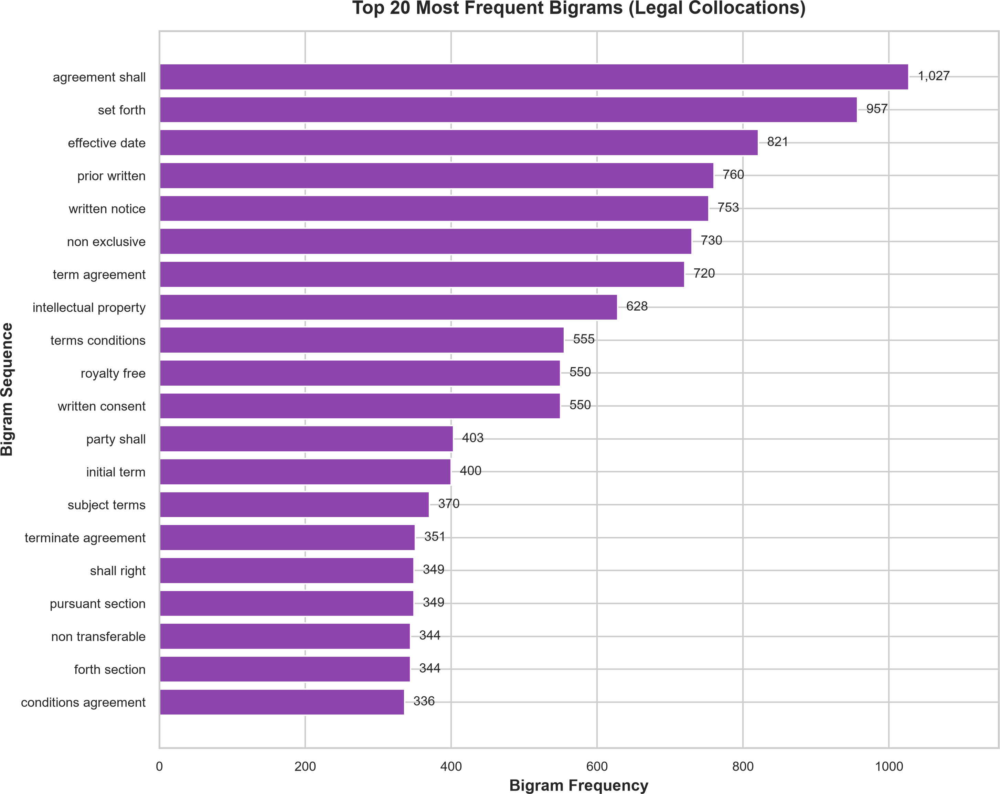 Top 20 Most Frequent Bigrams (Legal Collocations)
agreement shall 1,027
set forth 957
effective date 821
prior written 760
written notice 753
non exclusive 730
term agreement 720
intellectual property 628
terms conditions 555
royalty free 550
written consent 550
party shall 403
initial term 400
subject terms 370
terminate agreement 351
shall right 349
pursuant section 349
non transferable 344
forth section 344
conditions agreement 336
Bigram Sequence
0 200 400 600 800 1000
Bigram Frequency